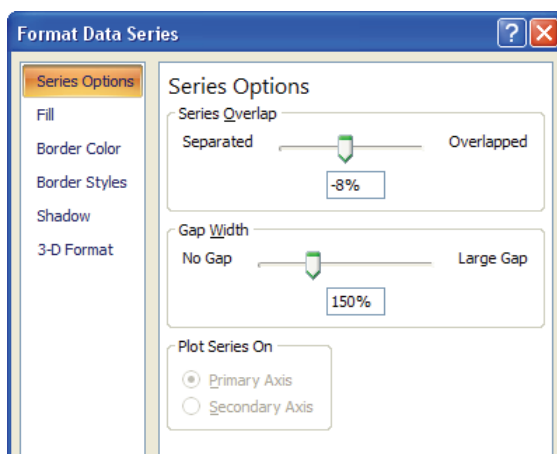 Format Data Series
?
Series Options
Fill
Border Color
Border Styles
Shadow
3-D Format
Series Options
Series Overlap
Separated Overlapped
-8%
Gap Width
No Gap Large Gap
150%
Plot Series On
Primary Axis
Secondary Axis